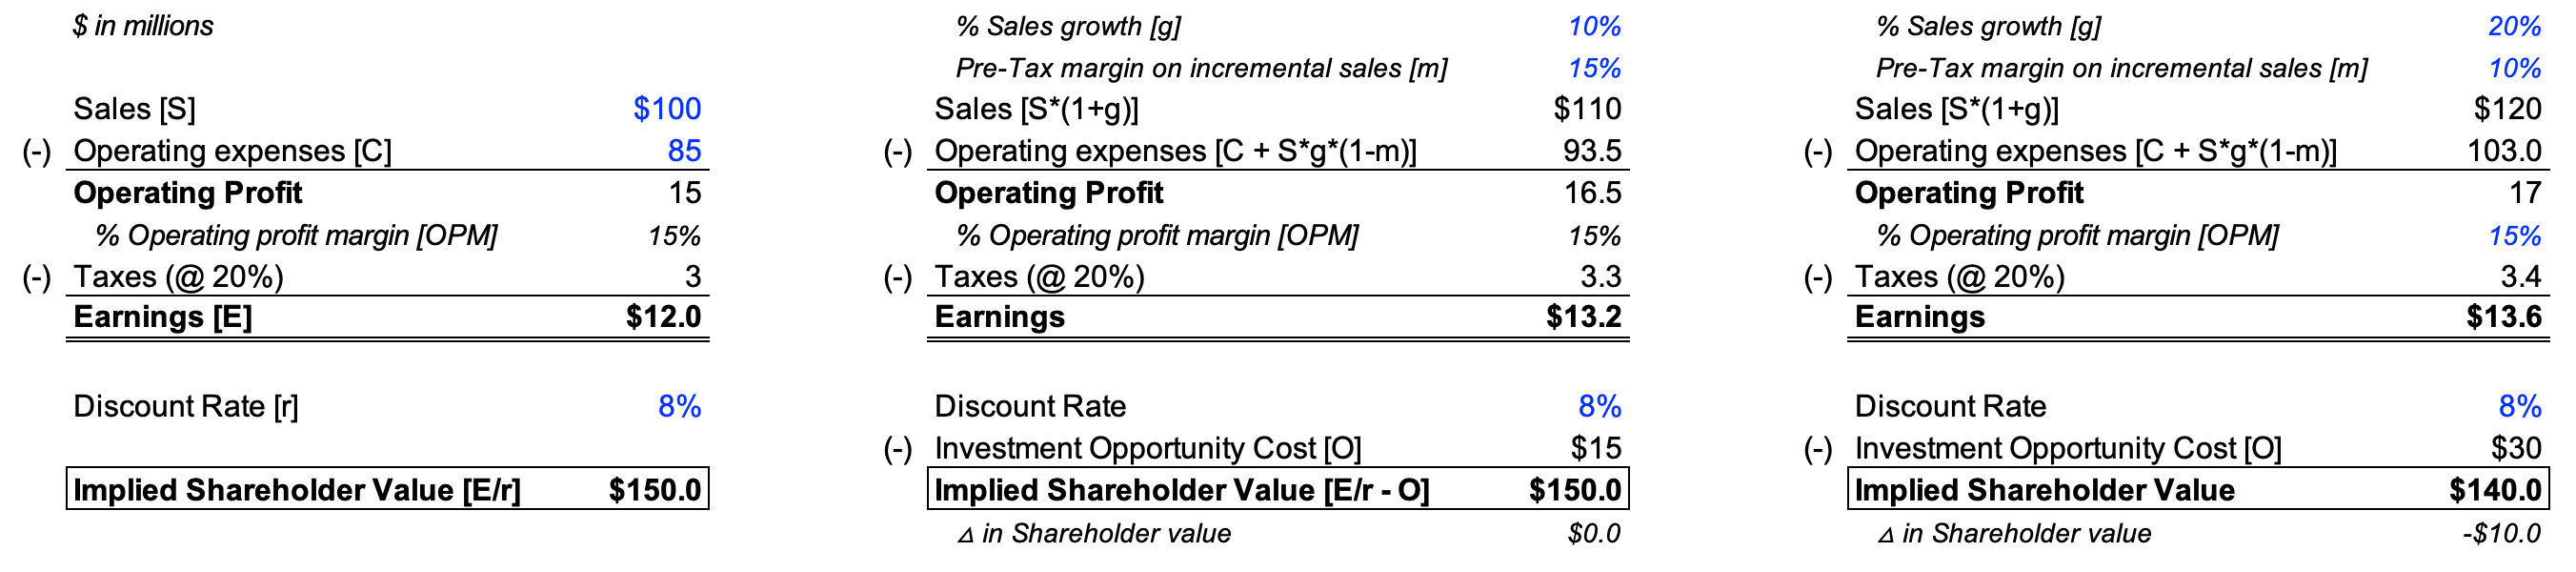 $ in millions
Sales [S] $100
(-) Operating expenses [C] 85
Operating Profit 15
% Operating profit margin [OPM] 15%
(-) Taxes (@ 20%) 3
Earnings [E] $12.0
Discount Rate [r] 8%
Implied Shareholder Value [E/r] $150.0
% Sales growth [g] 10%
Pre-Tax margin on incremental sales [m] 15%
Sales [S*(1+g)] $110
(-) Operating expenses [C + S*g*(1-m)] 93.5
Operating Profit 16.5
% Operating profit margin [OPM] 15%
(-) Taxes (@ 20%) 3.3
Earnings $13.2
Discount Rate 8%
(-) Investment Opportunity Cost [O] $15
Implied Shareholder Value [E/r - O] $150.0
Δ in Shareholder value $0.0
% Sales growth [g] 20%
Pre-Tax margin on incremental sales [m] 10%
Sales [S*(1+g)] $120
(-) Operating expenses [C + S*g*(1-m)] 103.0
Operating Profit 17
% Operating profit margin [OPM] 15%
(-) Taxes (@ 20%) 3.4
Earnings $13.6
Discount Rate 8%
(-) Investment Opportunity Cost [O] $30
Implied Shareholder Value $140.0
Δ in Shareholder value -$10.0